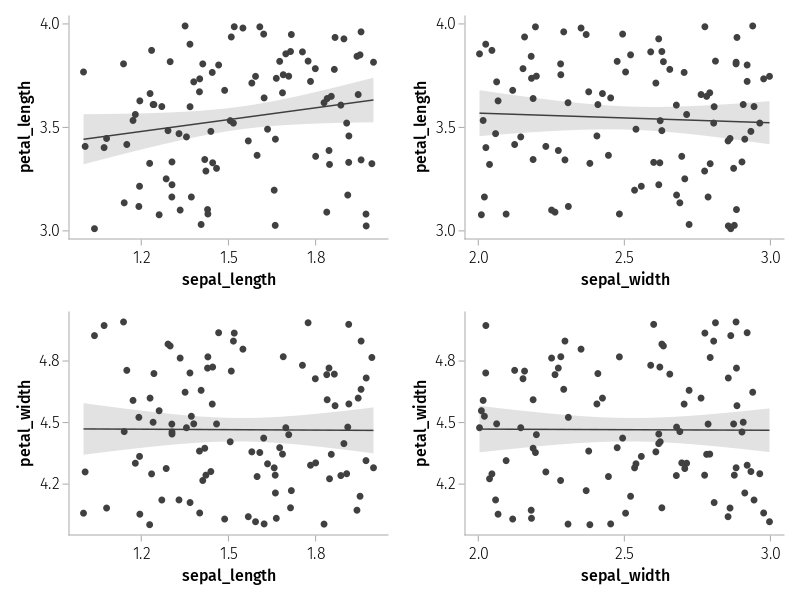 petal_length
4.0
3.5
3.0
1.2 1.5 1.8
sepal_length
petal_length
4.0
3.5
3.0
2.0 2.5 3.0
sepal_width
petal_width
4.8
4.5
4.2
1.2 1.5 1.8
sepal_length
petal_width
4.8
4.5
4.2
2.0 2.5 3.0
sepal_width